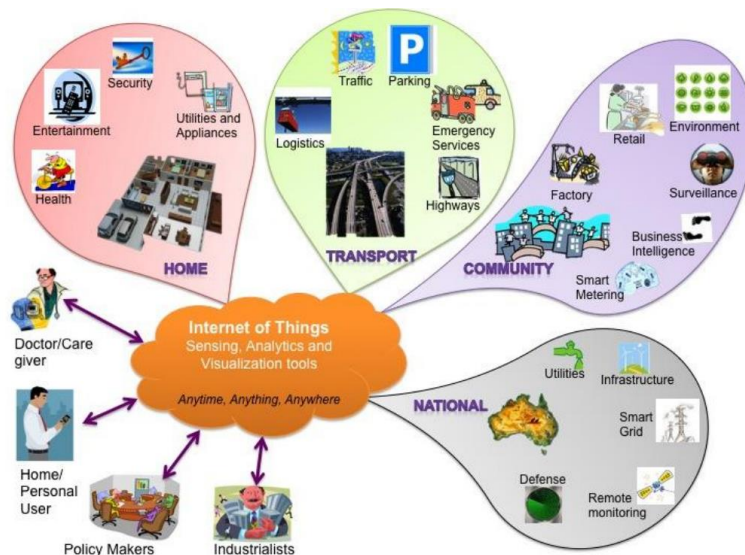 Security
Entertainment
Utilities and
Appliances
Health
HOME
Traffic
P
Parking
Logistics
Emergency
Services
Highways
TRANSPORT
Retail
Environment
Factory
Surveillance
Business
Intelligence
COMMUNITY
Smart
Metering
Internet of Things
Sensing, Analytics and
Visualization tools
Anytime, Anything, Anywhere
Doctor/Care
giver
Home/
Personal
User
Policy Makers
Industrialists
NATIONAL
Utilities
Infrastructure
Smart
Grid
Defense
Remote
monitoring